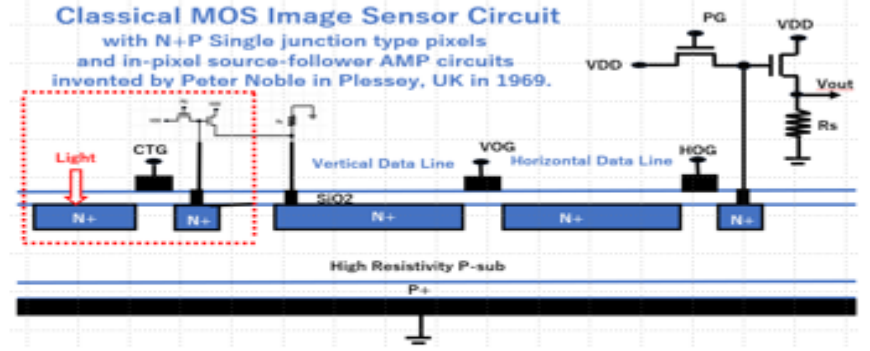 Classical MOS Image Sensor Circuit
with N+P Single junction type pixels
and in-pixel source-follower AMP circuits
invented by Peter Noble in Plessey, UK in 1969.
PG
VDD
VDD
Vout
Rs
Light
CTG
Vertical Data Line
VOG
Horizontal Data Line
HOG
SiO2
N+
N+
N+
N+
N+
High Resistivity P-sub
P+